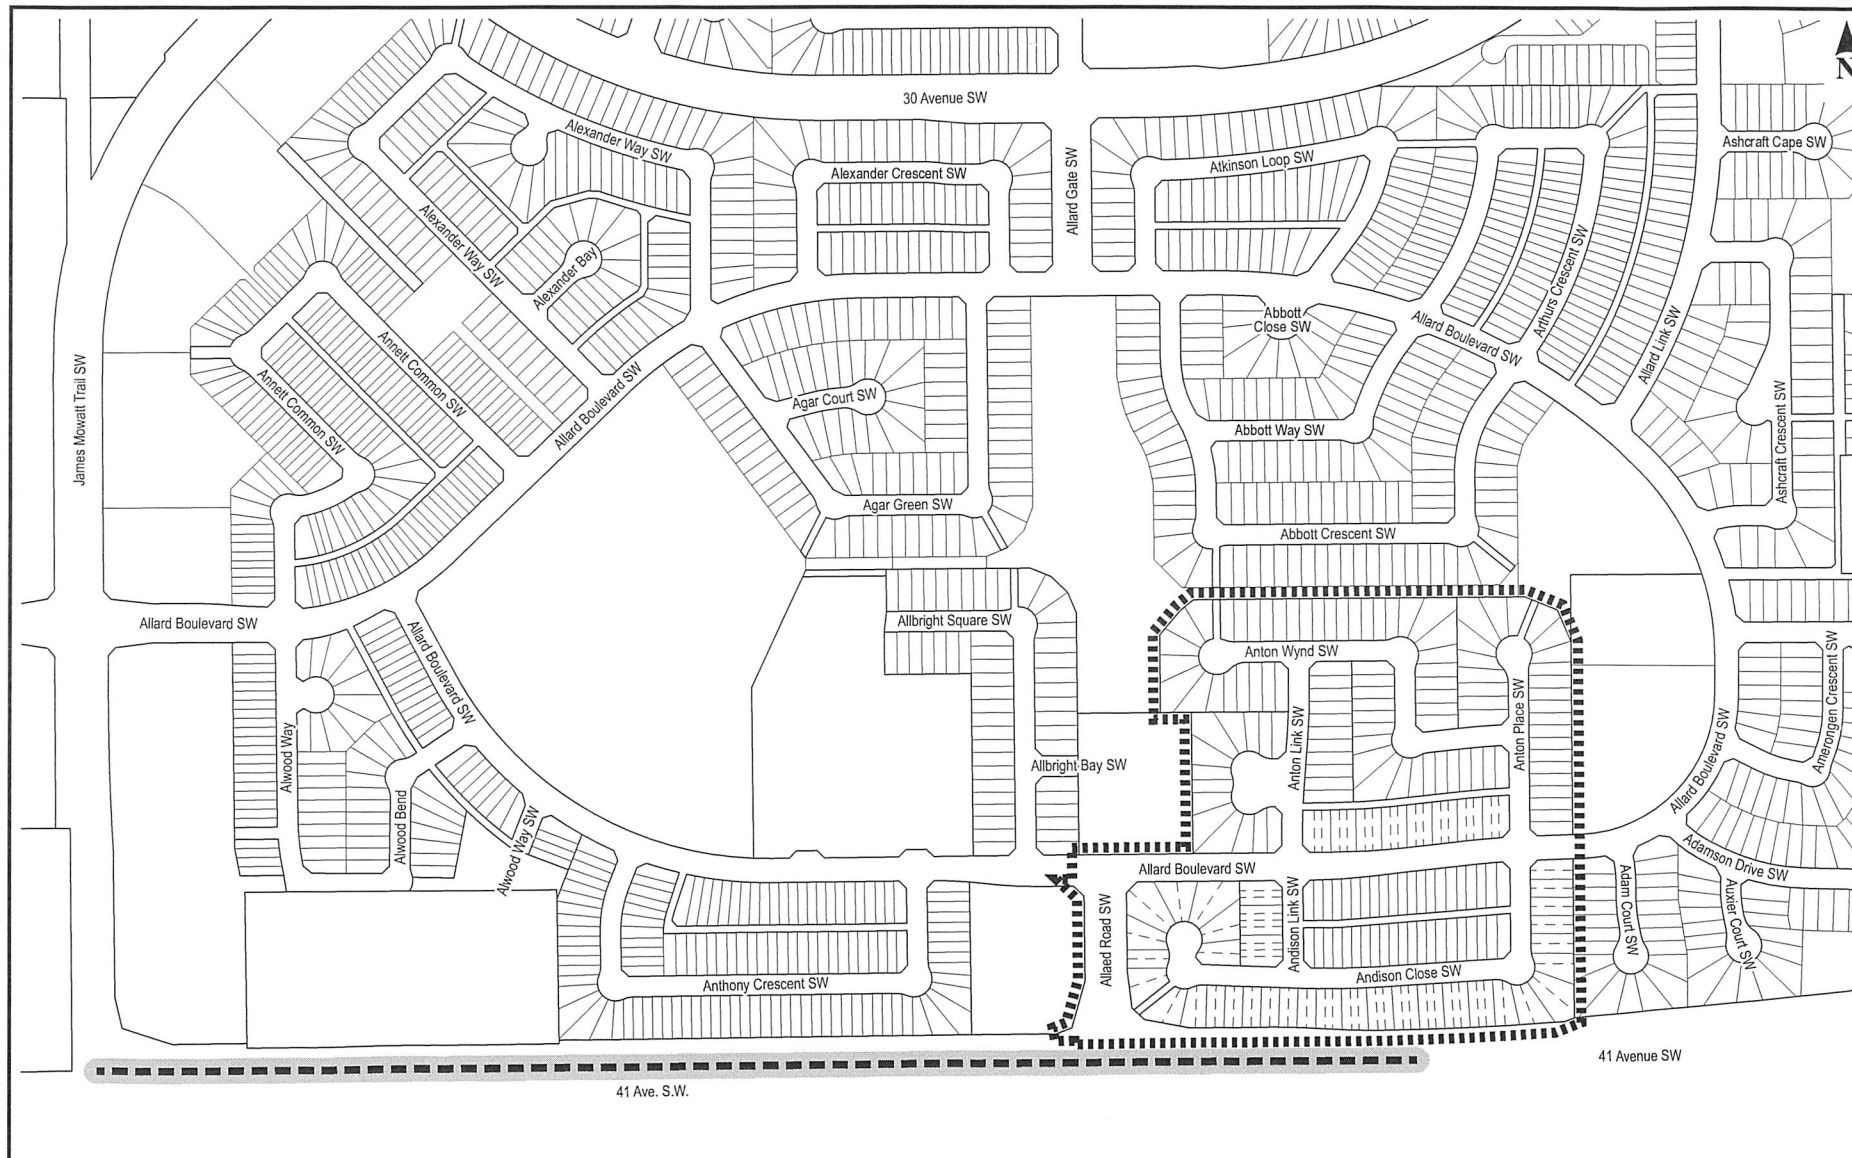 N
30 Avenue SW
Alexander Way SW
Alexander Crescent SW
Allard Gate SW
Atkinson Loop SW
Ashcraft Cape SW
Alexander Way SW
Alexander Bay
Arthurs Crescent SW
Abbott
Close SW
Allard Boulevard SW
Allard Link SW
James Mowatt Trail SW
Annett Common SW
Annett Common SW
Allard Boulevard SW
Agar Court SW
Abbott Way SW
Ashcraft Crescent SW
Agar Green SW
Abbott Crescent SW
Allard Boulevard SW
Allard Boulevard SW
Allbright Square SW
Anton Wynd SW
Anton Place SW
Amerongen Crescent SW
Alwood Way
Allbright Bay SW
Anton Link SW
Allard Boulevard SW
Alwood Bend
Alwood Way SW
Allard Boulevard SW
Adamson Drive SW
Allaed Road SW
Andison Link SW
Adam Court SW
Auxier Court SW
Andison Close SW
Anthony Crescent SW
41 Avenue SW
41 Ave. S.W.